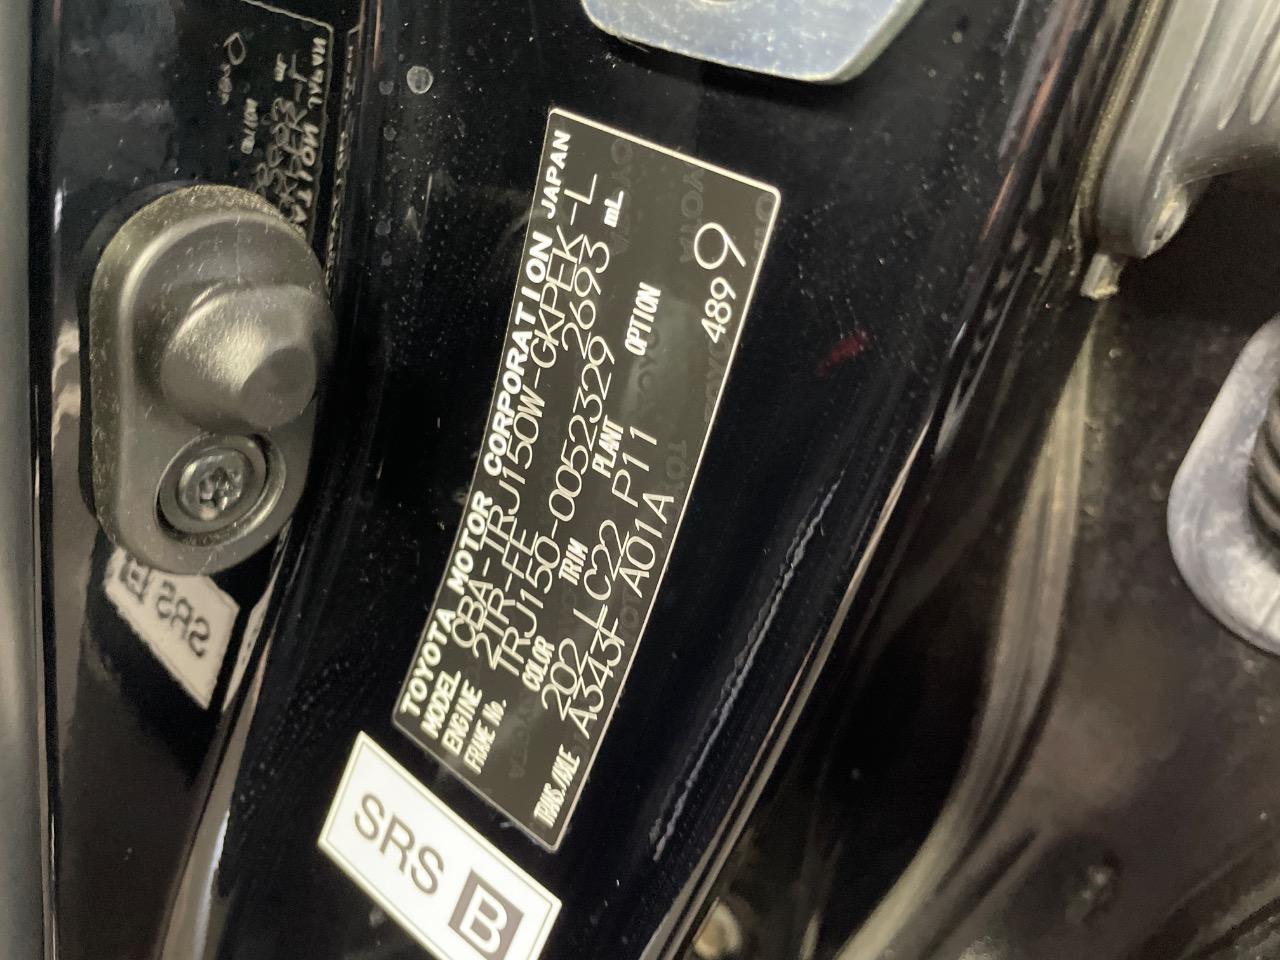 TOYOTA MOTOR CORPORATION JAPAN
MODEL CBA-TRJ150W-GKPEK-L
ENGINE 2TR-FE 2693 mL
FRAME No. TRJ150-0052329
COLOR TRIM PLANT OPTION
202 LC22 P11
TRANS./AXLE A343F A01A 4899
SRS B